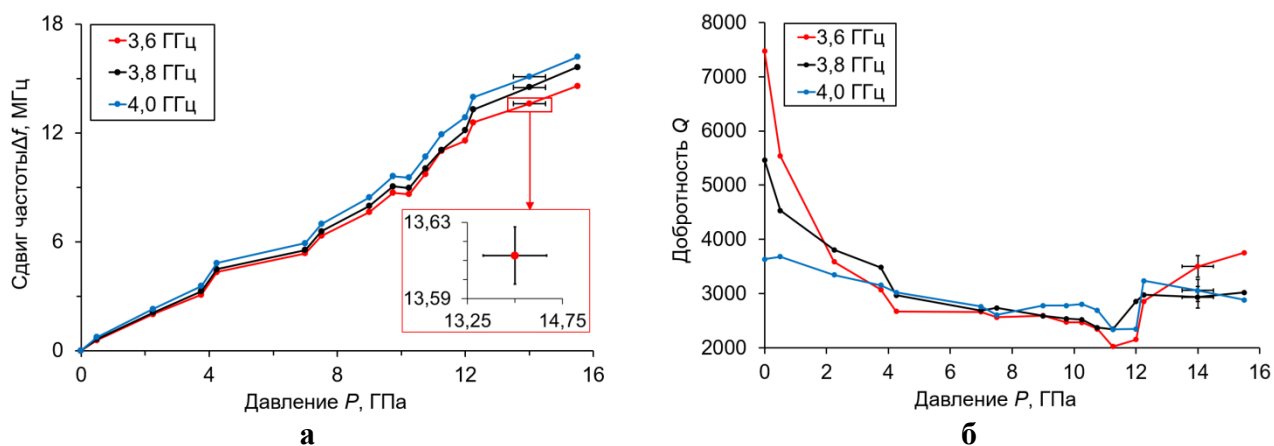 18
12
6
0
Сдвиг частотыΔf, МГц
3,6 ГГц
3,8 ГГц
4,0 ГГц
13,63
13,59
13,25 14,75
0 4 8 12 16
Давление P, ГПа
а
8000
7000
6000
5000
4000
3000
2000
Добротность Q
3,6 ГГц
3,8 ГГц
4,0 ГГц
0 2 4 6 8 10 12 14 16
Давление P, ГПа
б